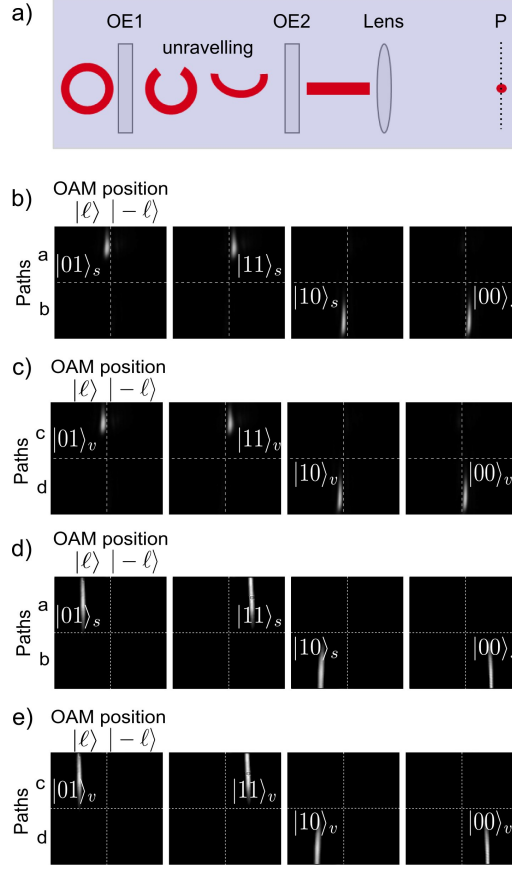 a)
OE1 OE2 Lens P
unravelling
b)
OAM position
|ℓ⟩ |−ℓ⟩
Paths
a
b
|01⟩s |11⟩s |10⟩s |00⟩
c)
OAM position
|ℓ⟩ |−ℓ⟩
Paths
c
d
|01⟩v |11⟩v |10⟩v |00⟩v
d)
OAM position
|ℓ⟩ |−ℓ⟩
Paths
a
b
|01⟩s |11⟩s |10⟩s |00⟩
e)
OAM position
|ℓ⟩ |−ℓ⟩
Paths
c
d
|01⟩v |11⟩v |10⟩v |00⟩v